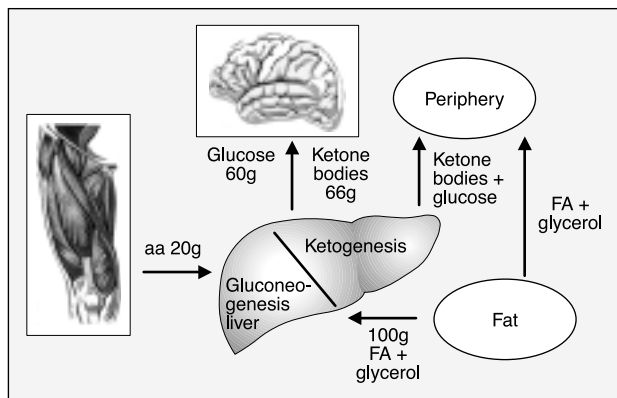 Periphery
Glucose
60g
Ketone
bodies
66g
Ketone
bodies +
glucose
FA +
glycerol
aa 20g
Ketogenesis
Gluconeo-
genesis
liver
Fat
100g
FA +
glycerol